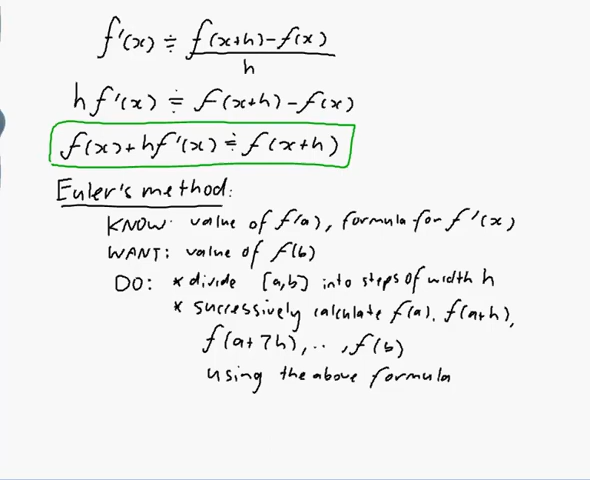 f'(x) ≑ f(x+h)-f(x)
h
hf'(x) ≑ f(x+h)-f(x)
f(x)+hf'(x) ≑ f(x+h)
Euler's method:
KNOW: value of f(a), formula for f'(x)
WANT: value of f(b)
DO: * divide [a,b] into steps of width h
* successively calculate f(a), f(a+h),
f(a+7h), ..., f(b)
using the above formula